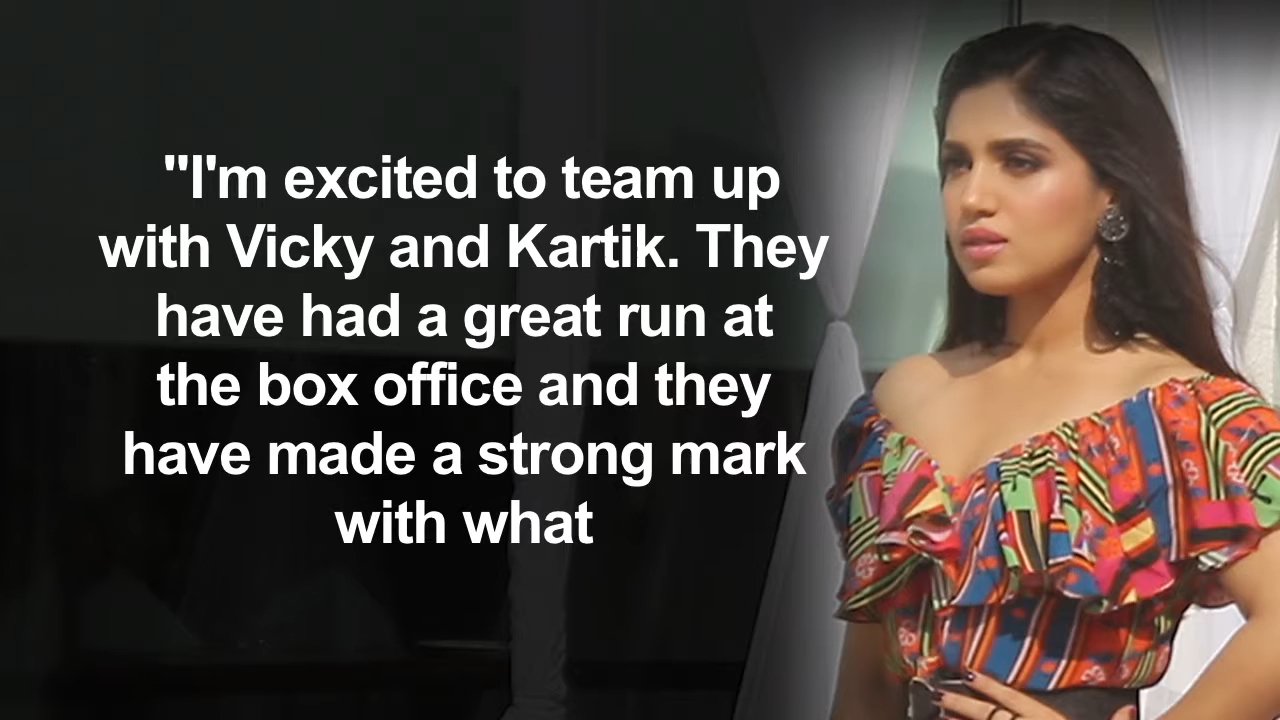 "I'm excited to team up
with Vicky and Kartik. They
have had a great run at
the box office and they
have made a strong mark
with what